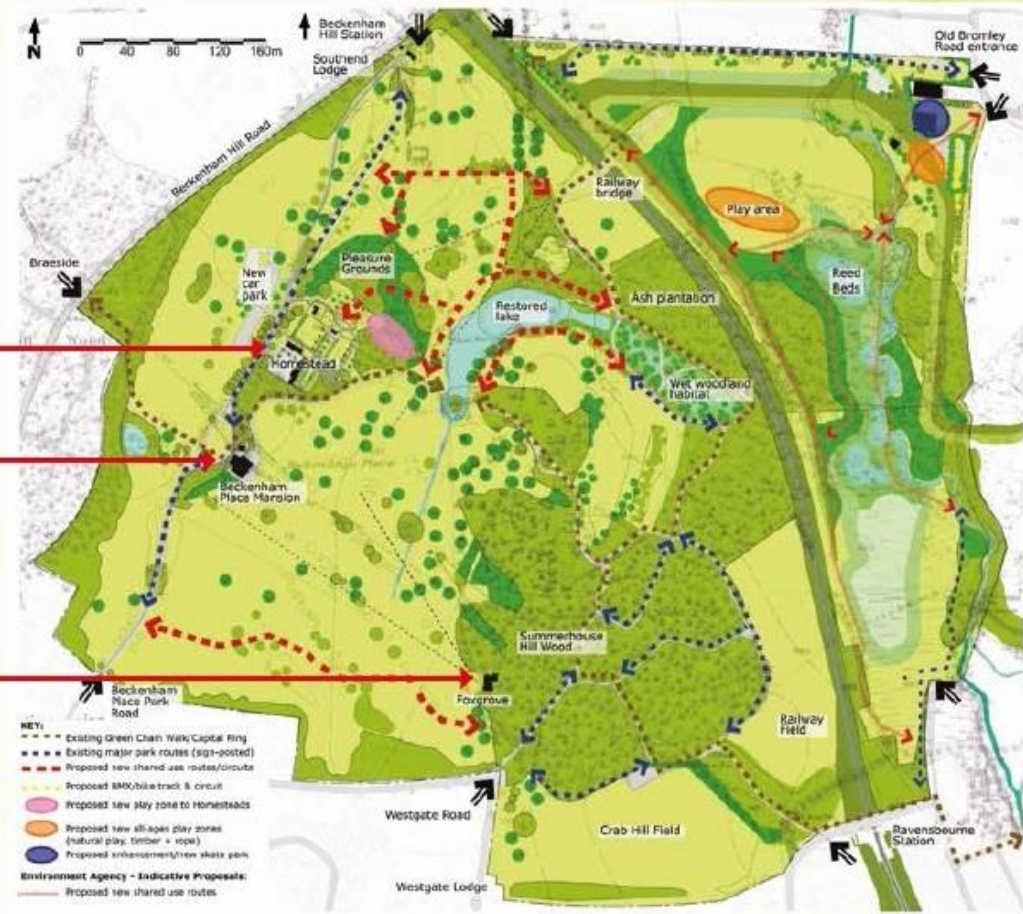 N
0 40 80 120 160m
Beckenham
Hill Station
Southend
Lodge
Old Bromley
Road entrance
Beckenham Hill Road
Railway
bridge
Play area
Braeside
New
car
park
Pleasure
Grounds
Restored
lake
Ash plantation
Reed
Beds
Homestead
Wet woodland
habitat
Beckenham
Place Mansion
Summerhouse
Hill Wood
Foxgrove
Railway
Field
Beckenham
Place Park
Road
KEY:
Existing Green Chain Walk/Capital Ring
Existing major park routes (sign-posted)
Proposed new shared use routes/circuits
Proposed BMX/bike track & circuit
Proposed new play zone to Homesteads
Proposed new all-ages play zones
(natural play, timber + rope)
Proposed enhancement/new skate park
Environment Agency - Indicative Proposals:
Proposed new shared use routes
Westgate Road
Crab Hill Field
Ravensbourne
Station
Westgate Lodge